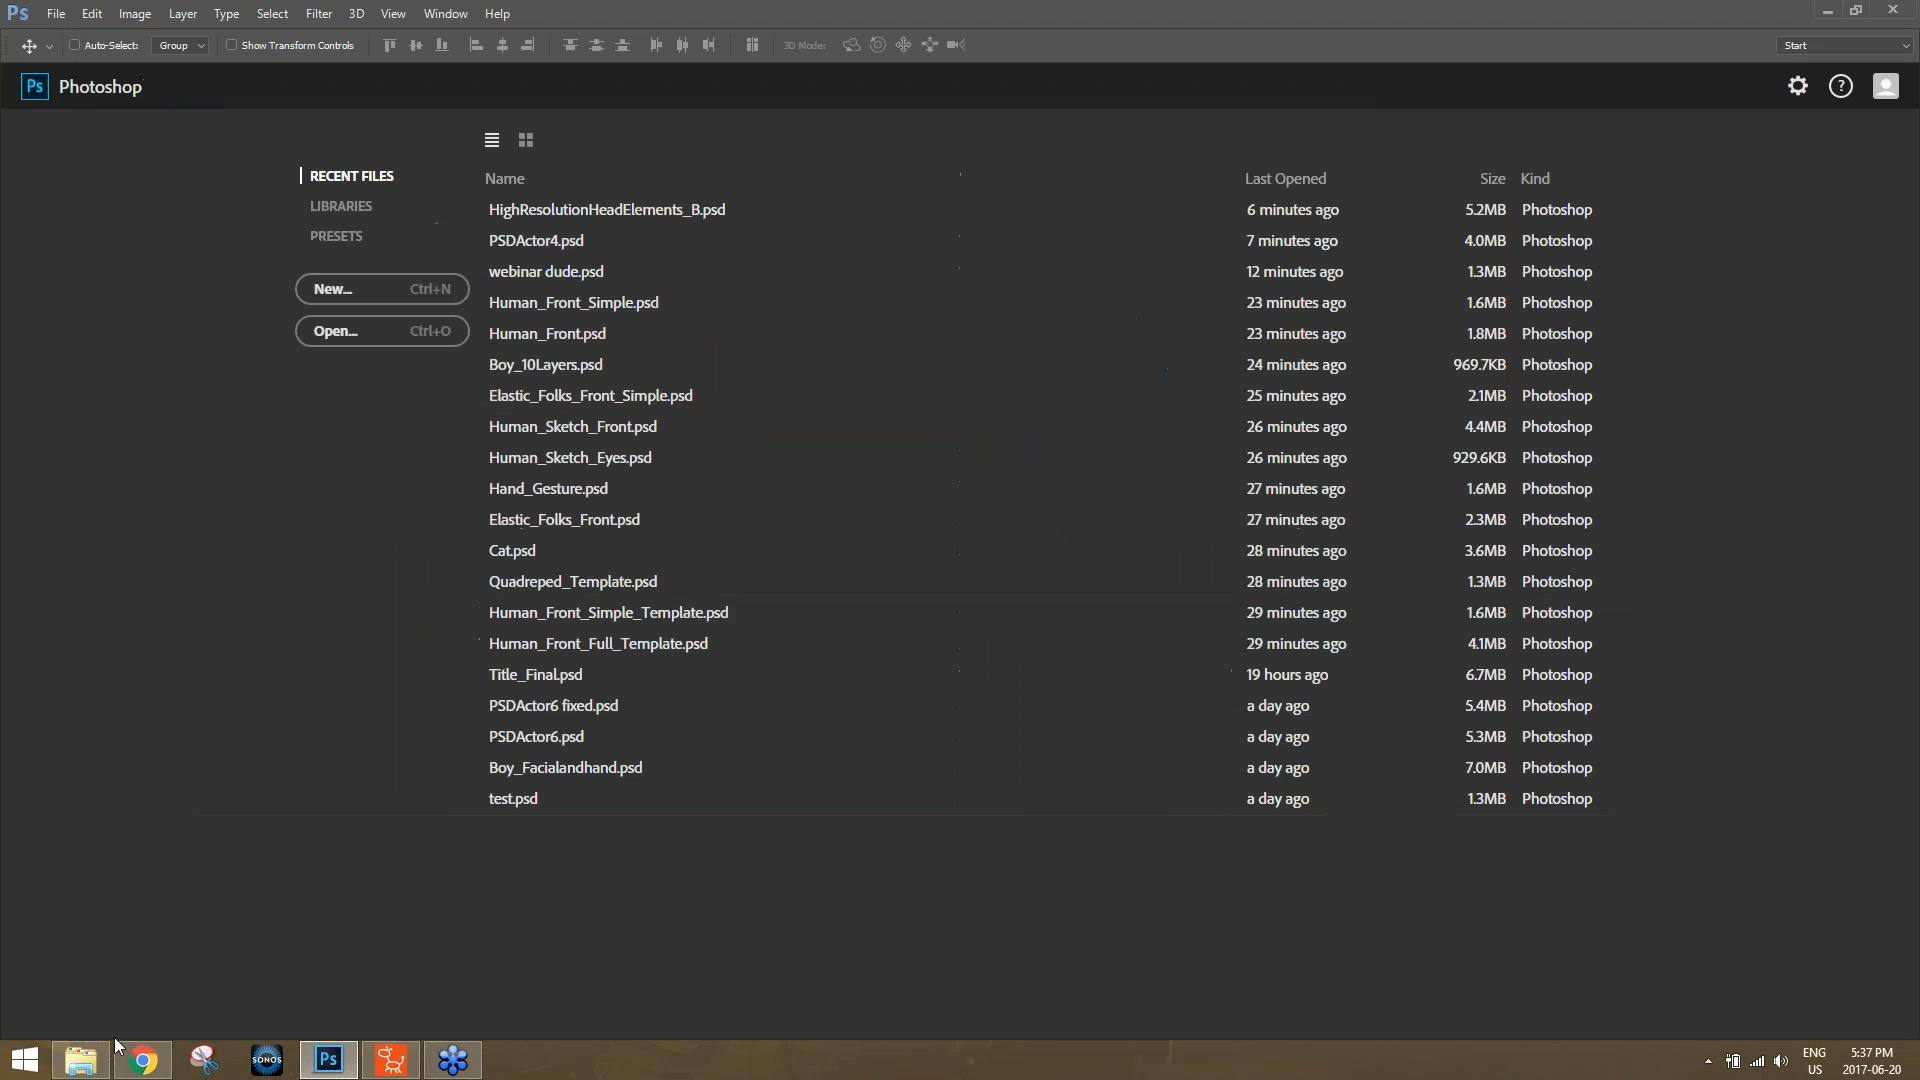 Ps File Edit Image Layer Type Select Filter 3D View Window Help
Auto-Select: Group Show Transform Controls 3D Mode: Start
Ps Photoshop ?
RECENT FILES
LIBRARIES
PRESETS
New... Ctrl+N
Open... Ctrl+O
Name Last Opened Size Kind
HighResolutionHeadElements_B.psd 6 minutes ago 5.2MB Photoshop
PSDActor4.psd 7 minutes ago 4.0MB Photoshop
webinar dude.psd 12 minutes ago 1.3MB Photoshop
Human_Front_Simple.psd 23 minutes ago 1.6MB Photoshop
Human_Front.psd 23 minutes ago 1.8MB Photoshop
Boy_10Layers.psd 24 minutes ago 969.7KB Photoshop
Elastic_Folks_Front_Simple.psd 25 minutes ago 2.1MB Photoshop
Human_Sketch_Front.psd 26 minutes ago 4.4MB Photoshop
Human_Sketch_Eyes.psd 26 minutes ago 929.6KB Photoshop
Hand_Gesture.psd 27 minutes ago 1.6MB Photoshop
Elastic_Folks_Front.psd 27 minutes ago 2.3MB Photoshop
Cat.psd 28 minutes ago 3.6MB Photoshop
Quadreped_Template.psd 28 minutes ago 1.3MB Photoshop
Human_Front_Simple_Template.psd 29 minutes ago 1.6MB Photoshop
Human_Front_Full_Template.psd 29 minutes ago 4.1MB Photoshop
Title_Final.psd 19 hours ago 6.7MB Photoshop
PSDActor6 fixed.psd a day ago 5.4MB Photoshop
PSDActor6.psd a day ago 5.3MB Photoshop
Boy_Facialandhand.psd a day ago 7.0MB Photoshop
test.psd a day ago 1.3MB Photoshop
SONOS Ps ENG 5:37 PM
US 2017-06-20